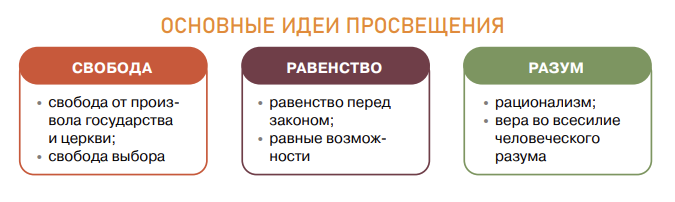 ОСНОВНЫЕ ИДЕИ ПРОСВЕЩЕНИЯ
СВОБОДА
• свобода от произ-
вола государства
и церкви;
• свобода выбора
РАВЕНСТВО
• равенство перед
законом;
• равные возмож-
ности
РАЗУМ
• рационализм;
• вера во всесилие
человеческого
разума